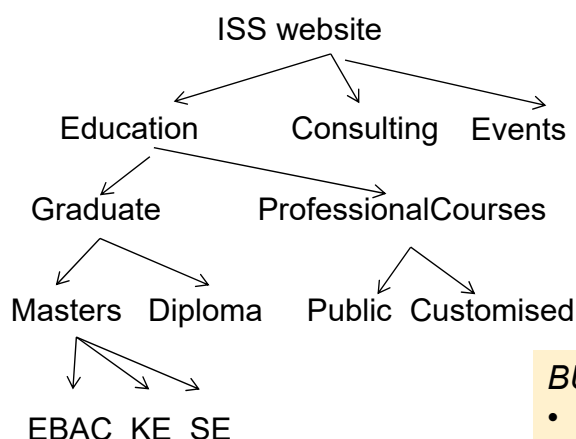 ISS website
Education Consulting Events
Graduate ProfessionalCourses
Masters Diploma Public Customised
EBAC KE SE
•